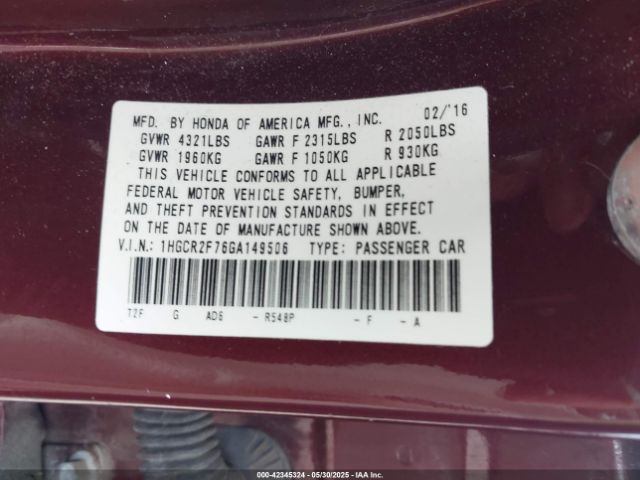 MFD. BY HONDA OF AMERICA MFG., INC. 02/'16
GVWR 4321LBS GAWR F 2315LBS R 2050LBS
GVWR 1960KG GAWR F 1050KG R 930KG
THIS VEHICLE CONFORMS TO ALL APPLICABLE
FEDERAL MOTOR VEHICLE SAFETY, BUMPER,
AND THEFT PREVENTION STANDARDS IN EFFECT
ON THE DATE OF MANUFACTURE SHOWN ABOVE.
V.I.N.: 1HGCR2F76GA149506 TYPE: PASSENGER CAR
T2F G AD6 - R548P - F - A
000-42345324 | 05/30/2025 - IAA Copart